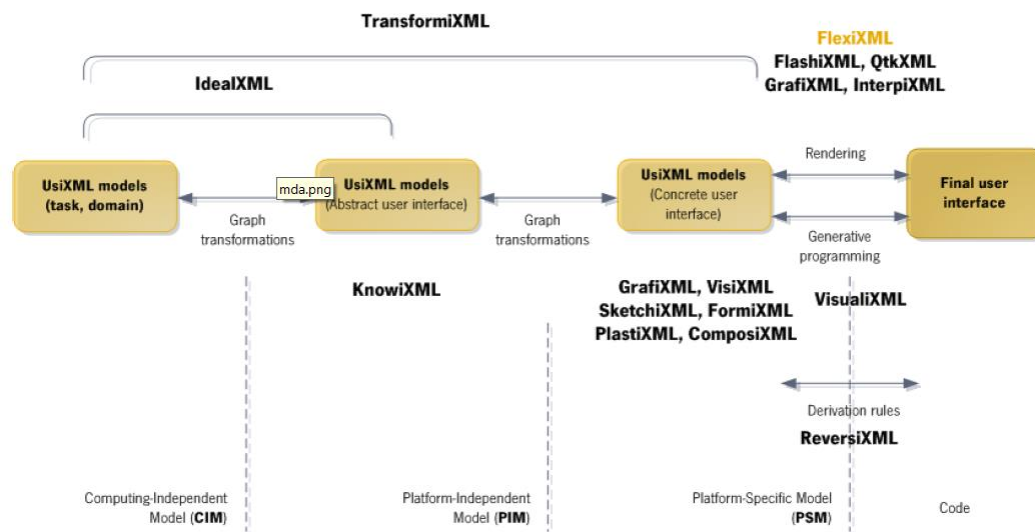 TransformiXML
FlexiXML
FlashiXML, QtkXML
GrafiXML, InterpiXML
IdealXML
UsiXML models
(task, domain)
mda.png
UsiXML models
(Abstract user interface)
UsiXML models
(Concrete user
interface)
Final user
interface
Graph
transformations
Graph
transformations
Rendering
Generative
programming
KnowiXML
GrafiXML, VisiXML
SketchiXML, FormiXML
PlastiXML, ComposiXML
VisualiXML
Derivation rules
ReversiXML
Computing-Independent
Model (CIM)
Platform-Independent
Model (PIM)
Platform-Specific Model
(PSM)
Code